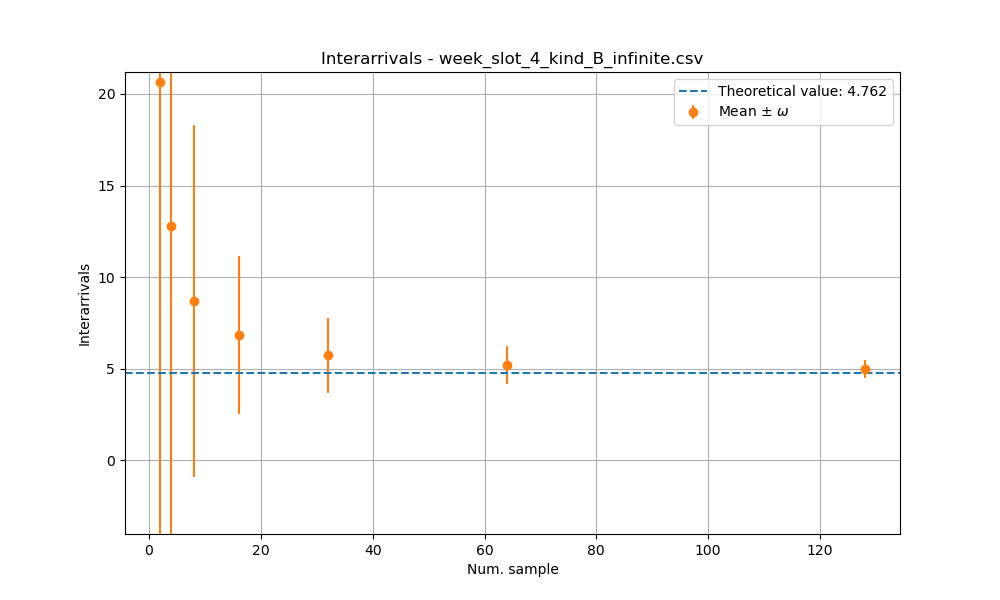 Interarrivals - week_slot_4_kind_B_infinite.csv
Theoretical value: 4.762
Mean ± ω
Interarrivals
20
15
10
5
0
0 20 40 60 80 100 120
Num. sample